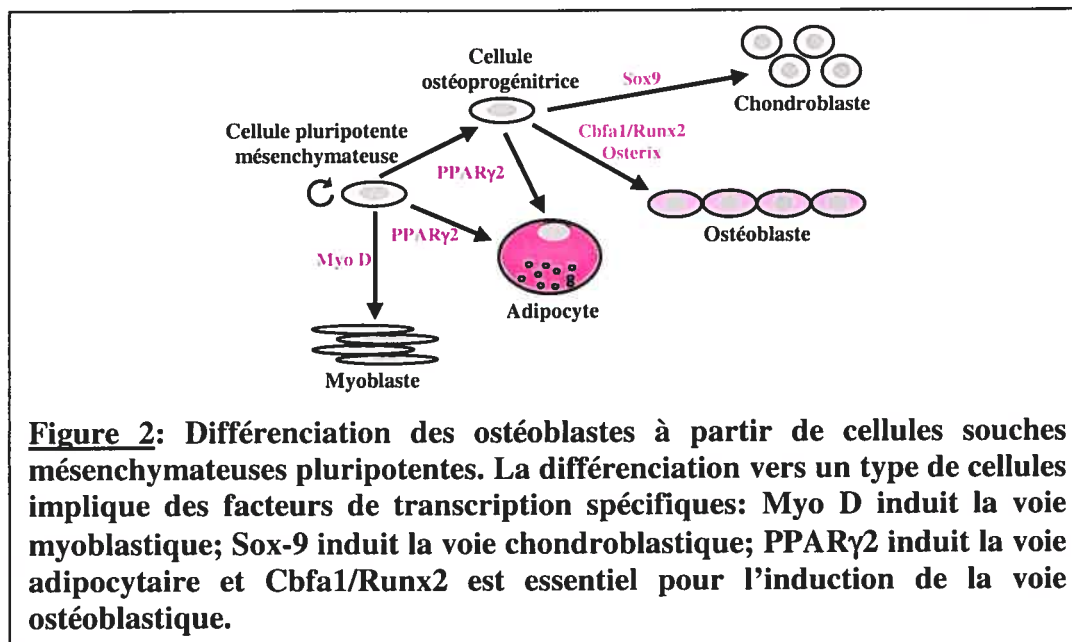 Cellule
ostéoprogénitrice
Sox9
Chondroblaste
Cellule pluripotente
mésenchymateuse
Cbfa1/Runx2
Osterix
PPARγ2
Ostéoblaste
PPARγ2
Myo D
Adipocyte
Myoblaste
Figure 2: Différenciation des ostéoblastes à partir de cellules souches
mésenchymateuses pluripotentes. La différenciation vers un type de cellules
implique des facteurs de transcription spécifiques: Myo D induit la voie
myoblastique; Sox-9 induit la voie chondroblastique; PPARγ2 induit la voie
adipocytaire et Cbfa1/Runx2 est essentiel pour l'induction de la voie
ostéoblastique.